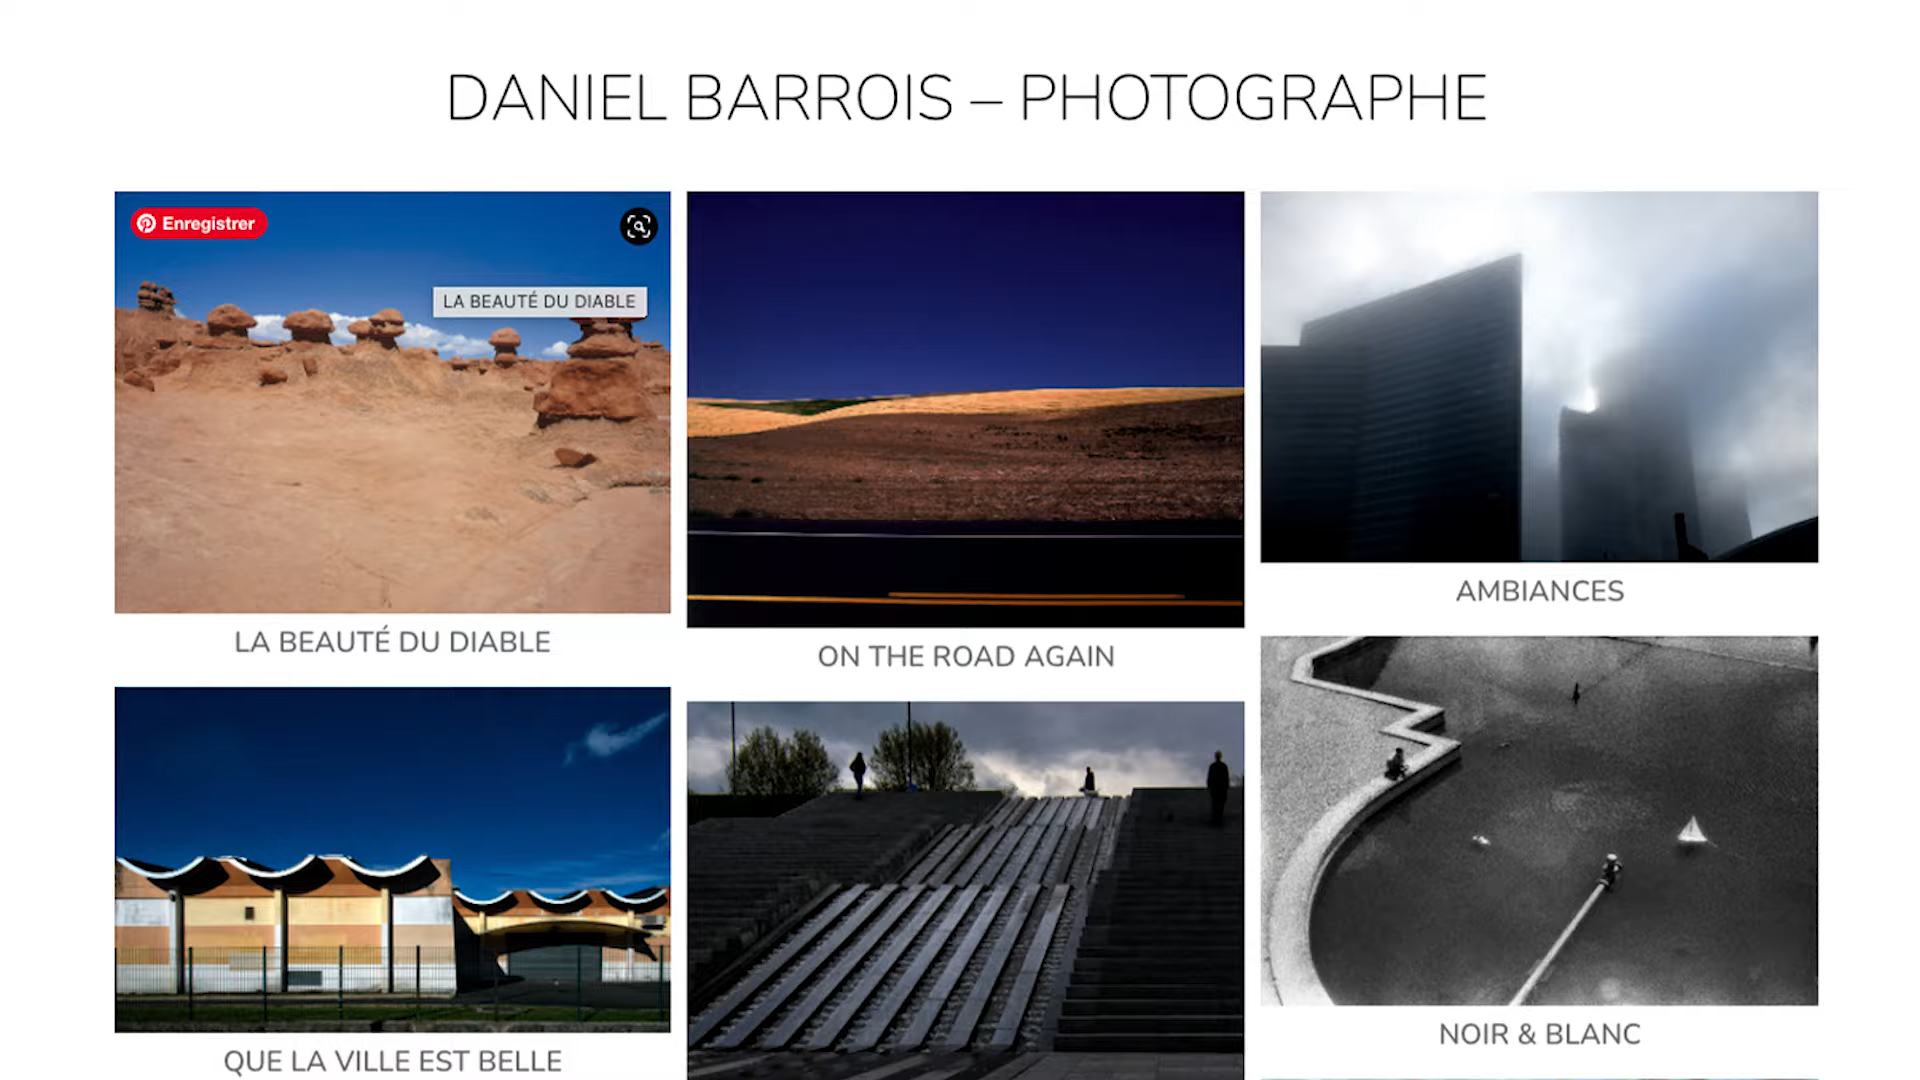 DANIEL BARROIS – PHOTOGRAPHE
Enregistrer
LA BEAUTÉ DU DIABLE
LA BEAUTÉ DU DIABLE
ON THE ROAD AGAIN
AMBIANCES
QUE LA VILLE EST BELLE
NOIR & BLANC